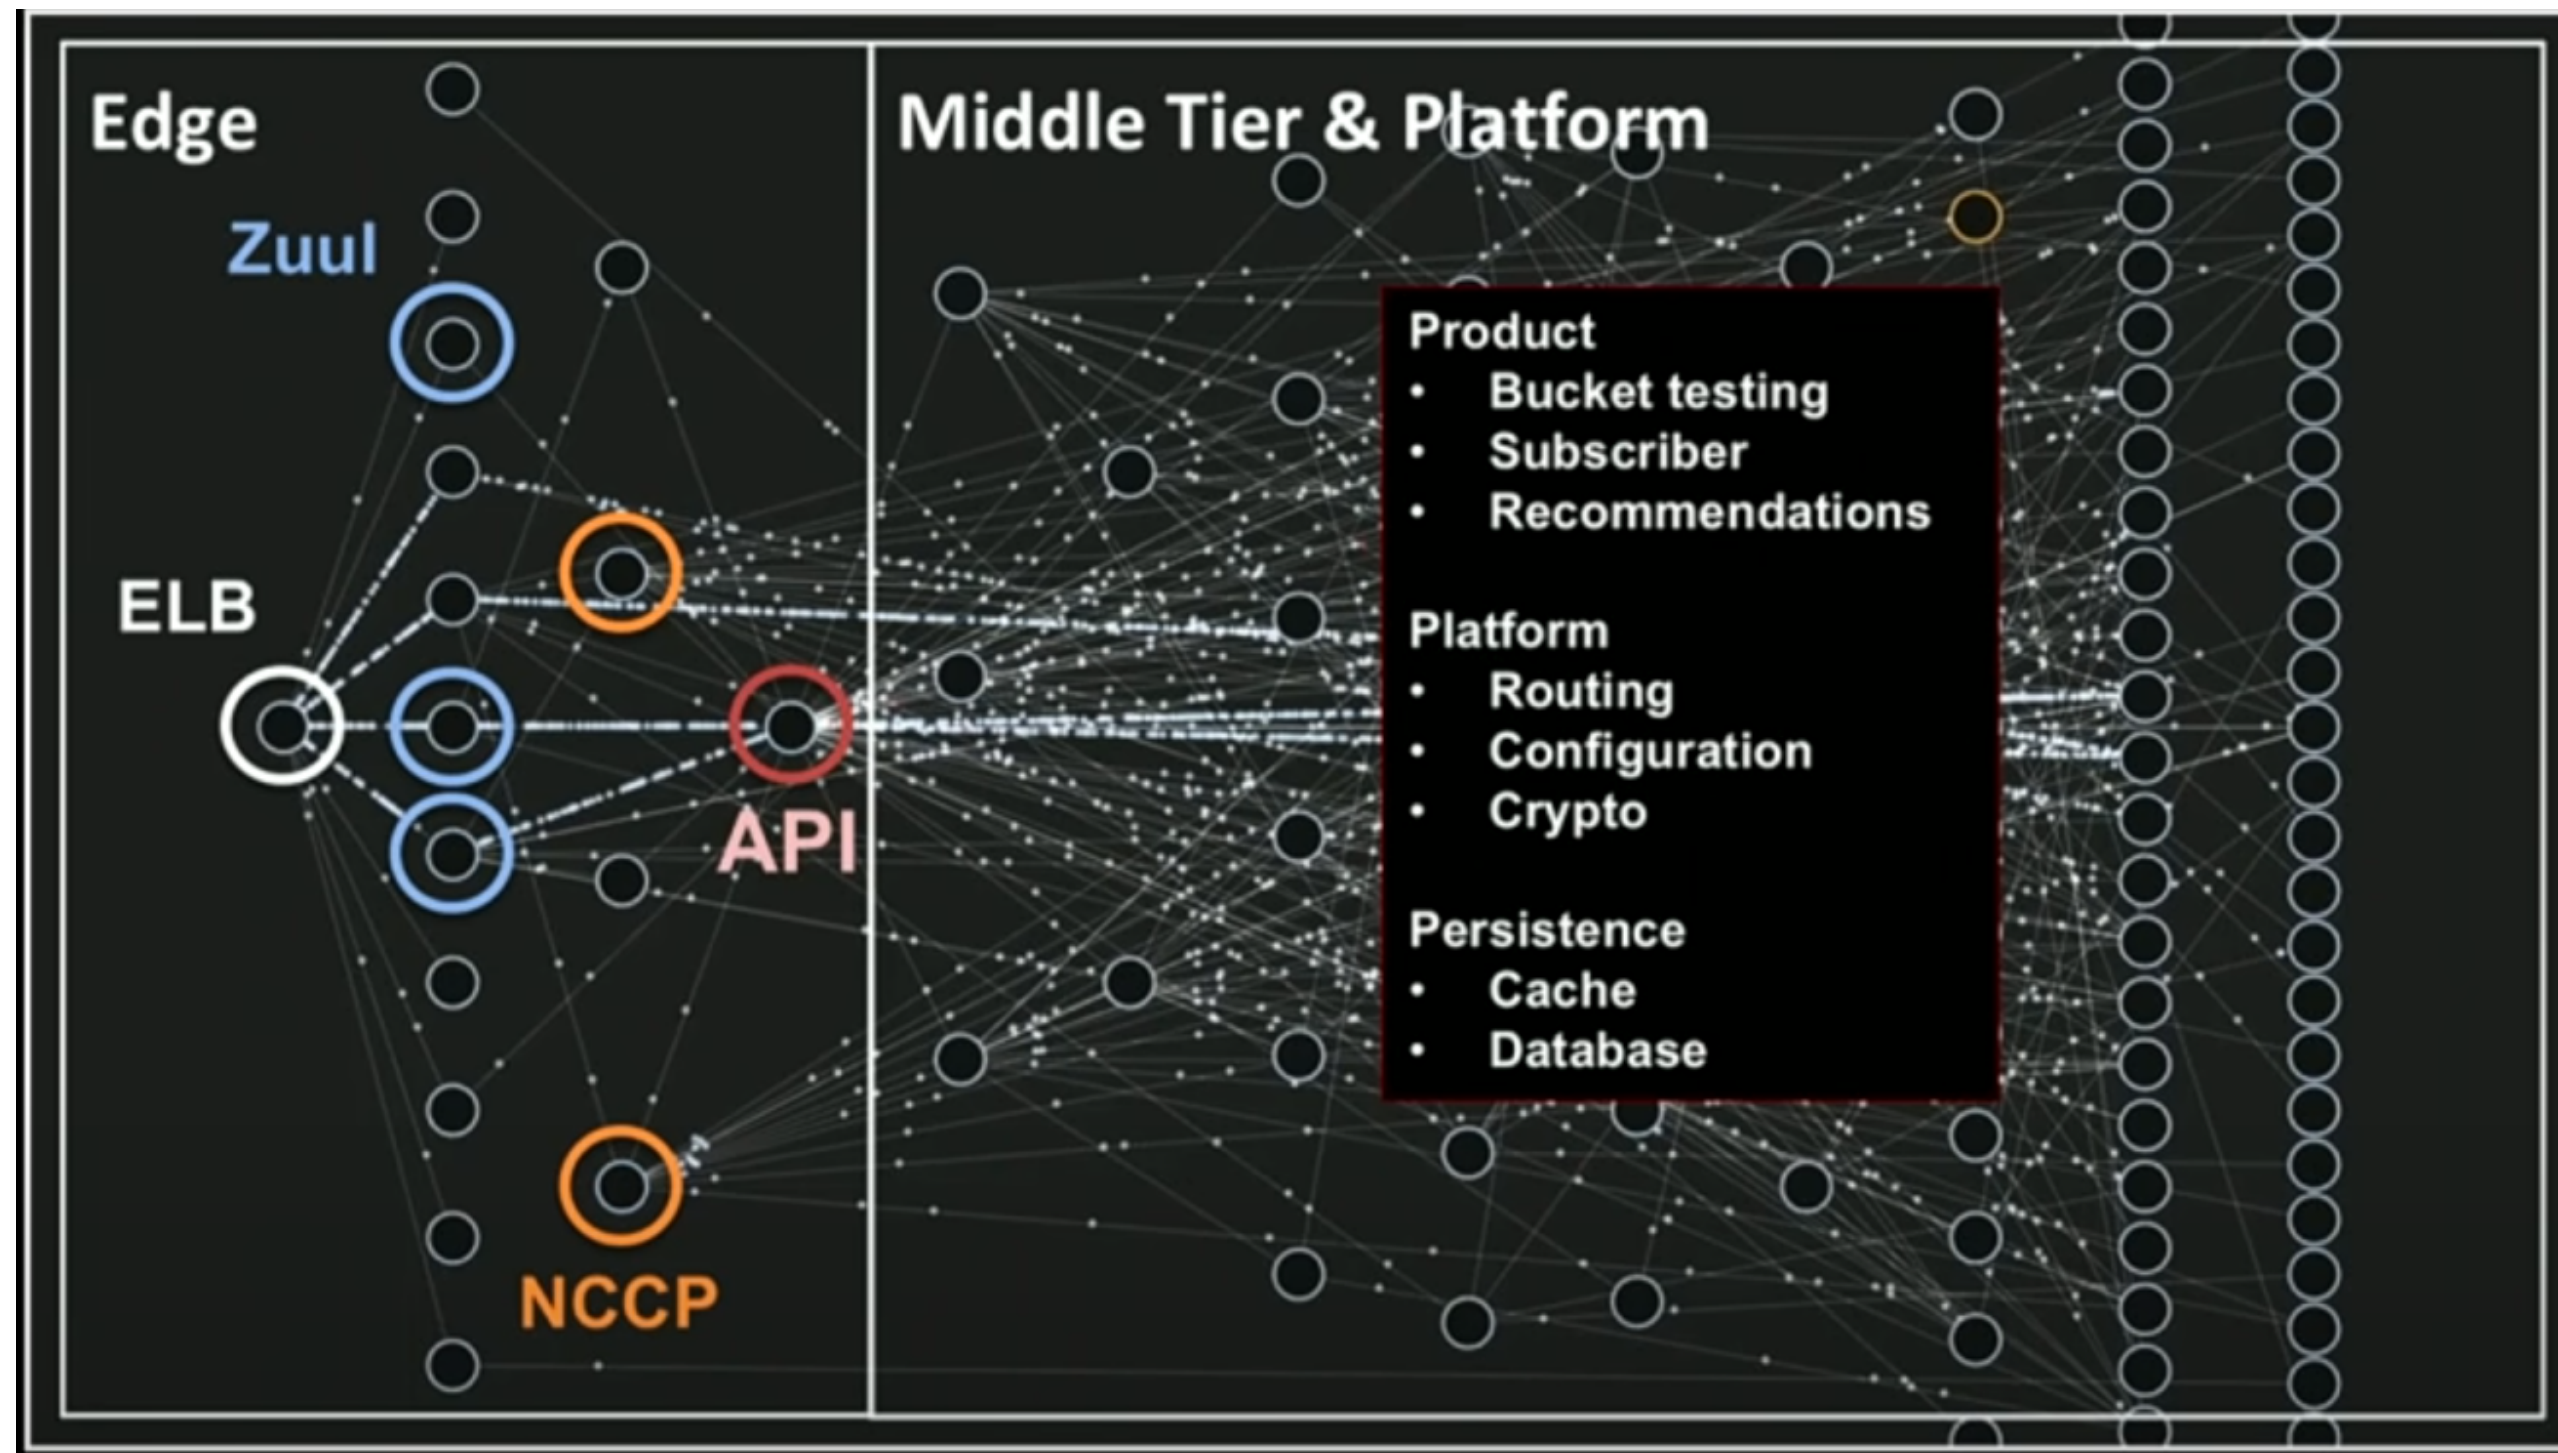 Edge
Middle Tier & Platform
Zuul
ELB
API
NCCP
Product
• Bucket testing
• Subscriber
• Recommendations
Platform
• Routing
• Configuration
• Crypto
Persistence
• Cache
• Database